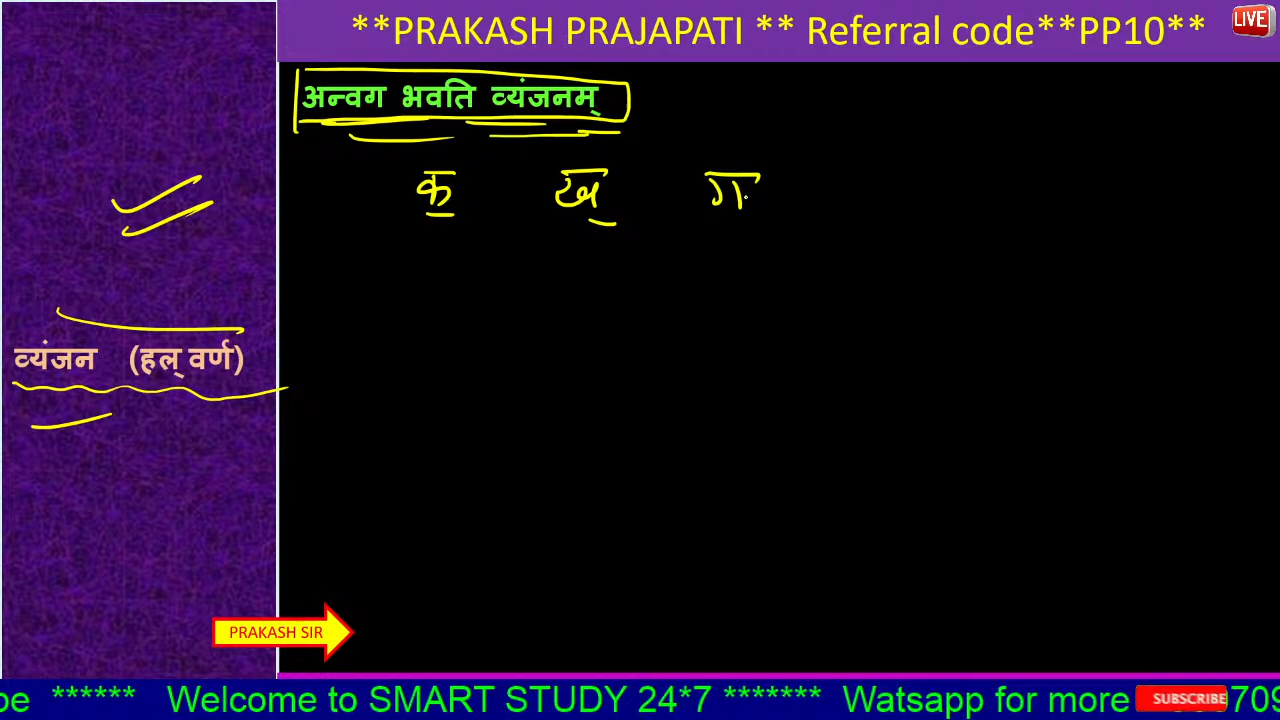 **PRAKASH PRAJAPATI ** Referral code**PP10**
LIVE
अन्वग भवति व्यंजनम्
क ख् ग
व्यंजन (हल् वर्ण)
PRAKASH SIR
****** Welcome to SMART STUDY 24*7 ******* Watsapp for more
SUBSCRIBE